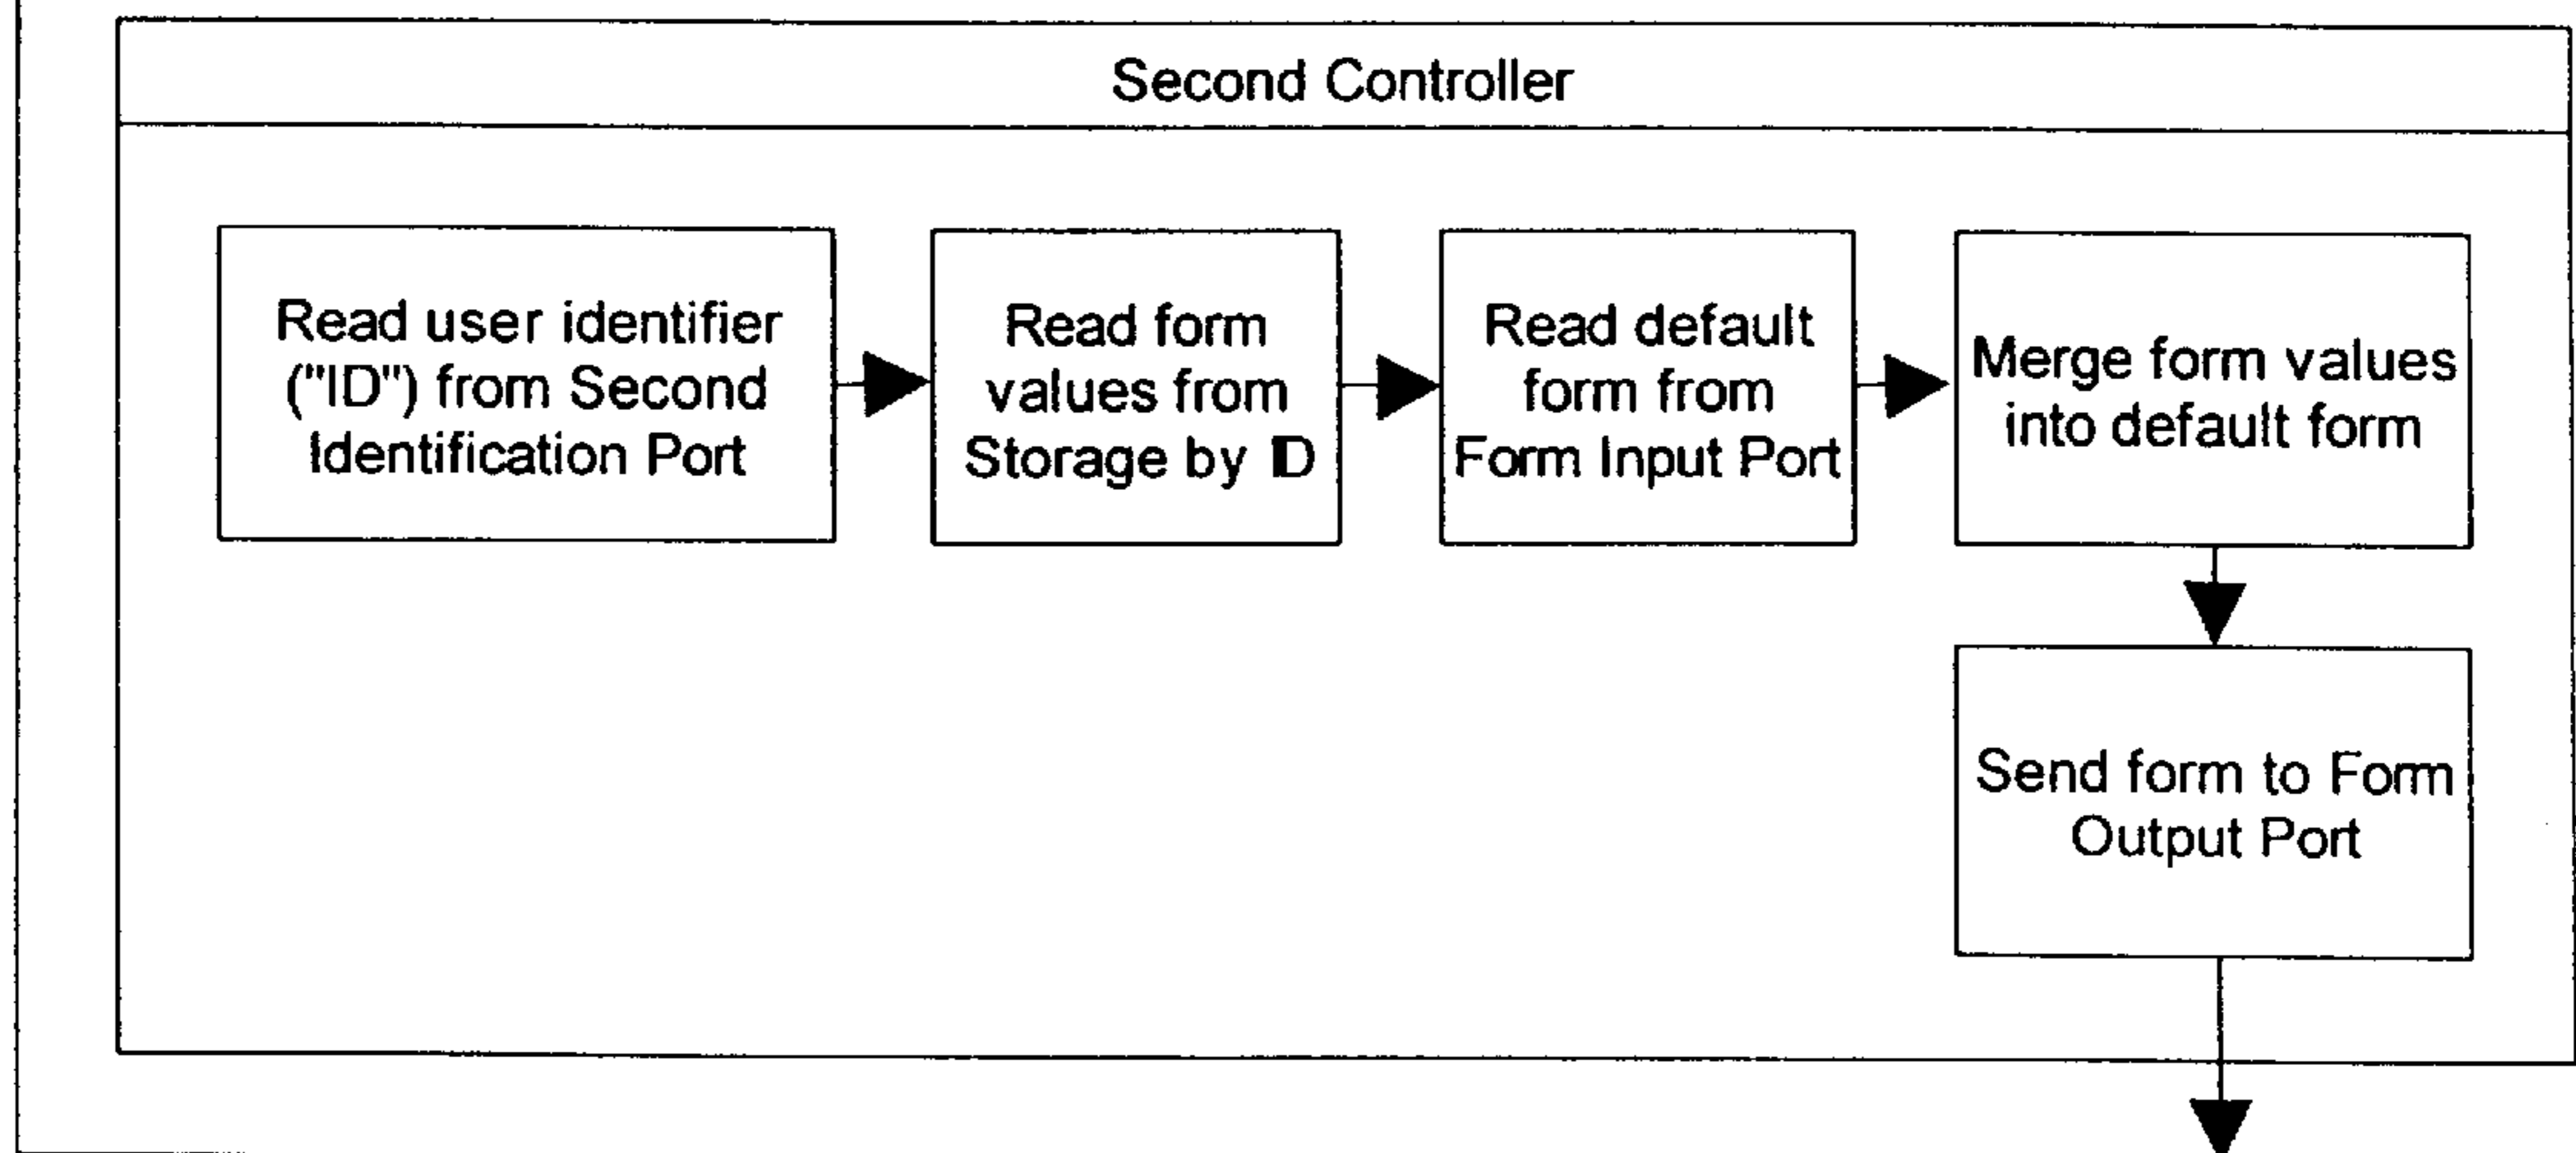 Second Controller
Read user identifier
("ID") from Second
Identification Port
Read form
values from
Storage by ID
Read default
form from
Form Input Port
Merge form values
into default form
Send form to Form
Output Port